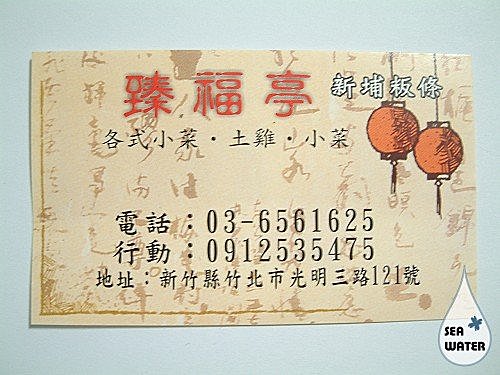 臻福亭 新埔粄條
各式小菜・土雞・小菜
電話：03-6561625
行動：0912535475
地址：新竹縣竹北市光明三路121號
SEA
WATER